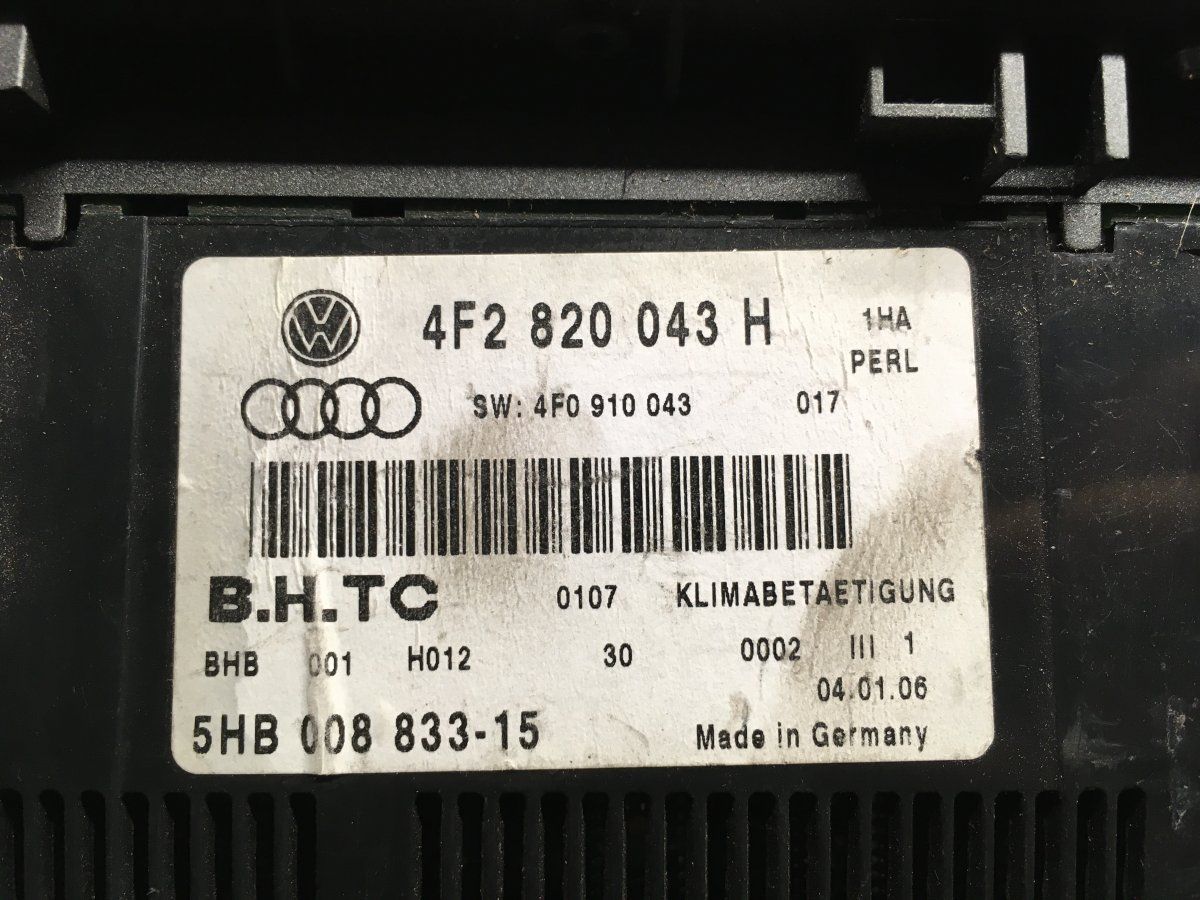 4F2 820 043 H 1HA
PERL
SW: 4F0 910 043 017
B.H.TC 0107 KLIMABETAETIGUNG
BHB 001 H012 30 0002 III 1
04.01.06
5HB 008 833-15 Made in Germany